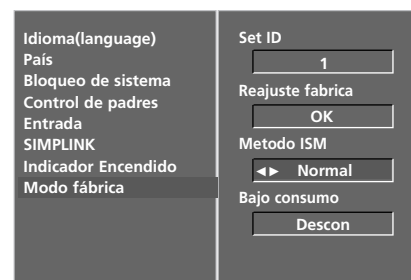 Idioma(language)
País
Bloqueo de sistema
Control de padres
Entrada
SIMPLINK
Indicador Encendido
Modo fábrica
Set ID
1
Reajuste fabrica
OK
Metodo ISM
◄► Normal
Bajo consumo
Descon